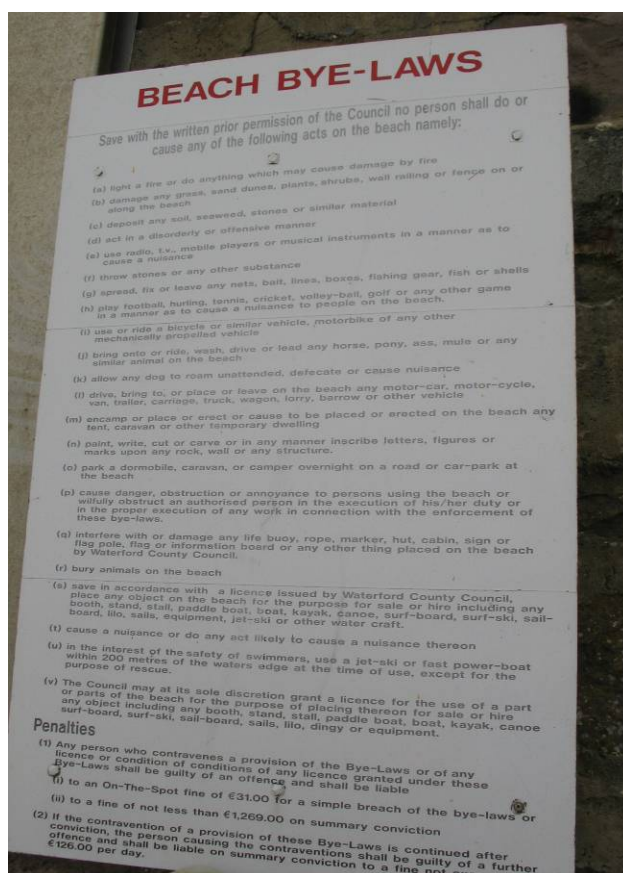 BEACH BYE-LAWS
Save with the written prior permission of the Council no person shall do or
cause any of the following acts on the beach namely:
(a) light a fire or do anything which may cause damage by fire
(b) damage any grass, sand dunes, plants, shrubs, wall railing or fence on or
along the beach
(c) deposit any soil, seaweed, stones or similar material
(d) act in a disorderly or offensive manner
(e) use radio, t.v., mobile players or musical instruments in a manner as to
cause a nuisance
(f) throw stones or any other substance
(g) spread, fix or leave any nets, bait, lines, boxes, fishing gear, fish or shells
(h) play football, hurling, tennis, cricket, volley-ball, golf or any other game
in a manner as to cause a nuisance to people on the beach.
(i) use or ride a bicycle or similar vehicle, motorbike of any other
mechanically propelled vehicle
(j) bring onto or ride, wash, drive or lead any horse, pony, ass, mule or any
similar animal on the beach
(k) allow any dog to roam unattended, defecate or cause nuisance
(l) drive, bring to, or place or leave on the beach any motor-car, motor-cycle,
van, trailer, carriage, truck, wagon, lorry, barrow or other vehicle
(m) encamp or place or erect or cause to be placed or erected on the beach any
tent, caravan or other temporary dwelling
(n) paint, write, cut or carve or in any manner inscribe letters, figures or
marks upon any rock, wall or any structure.
(o) park a dormobile, caravan, or camper overnight on a road or car-park at
the beach
(p) cause danger, obstruction or annoyance to persons using the beach or
wilfully obstruct an authorised person in the execution of his/her duty or
in the proper execution of any work in connection with the enforcement of
these bye-laws.
(q) interfere with or damage any life buoy, rope, marker, hut, cabin, sign or
flag pole, flag or information board or any other thing placed on the beach
by Waterford County Council.
(r) bury animals on the beach
(s) save in accordance with a licence issued by Waterford County Council,
place any object on the beach for the purpose for sale or hire including any
booth, stand, stall, paddle boat, boat, kayak, canoe, surf-board, surf-ski, sail-
board, lilo, sails, equipment, jet-ski or other water craft.
(t) cause a nuisance or do any act likely to cause a nuisance thereon
(u) in the interest of the safety of swimmers, use a jet-ski or fast power-boat
within 200 metres of the waters edge at the time of use, except for the
purpose of rescue.
(v) The Council may at its sole discretion grant a licence for the use of a part
or parts of the beach for the purpose of placing thereon for sale or hire
any object including any booth, stand, stall, paddle boat, boat, kayak, canoe
surf-board, surf-ski, sail-board, sails, lilo, dingy or equipment.
Penalties
(1) Any person who contravenes a provision of the Bye-Laws or of any
licence or condition of conditions of any licence granted under these
Bye-Laws shall be guilty of an offence and shall be liable
(i) to an On-The-Spot fine of €31.00 for a simple breach of the bye-laws or
(ii) to a fine of not less than €1,269.00 on summary conviction
(2) If the contravention of a provision of these Bye-Laws is continued after
conviction, the person causing the contraventions shall be guilty of a further
offence and shall be liable on summary conviction to a fine not
€126.00 per day.